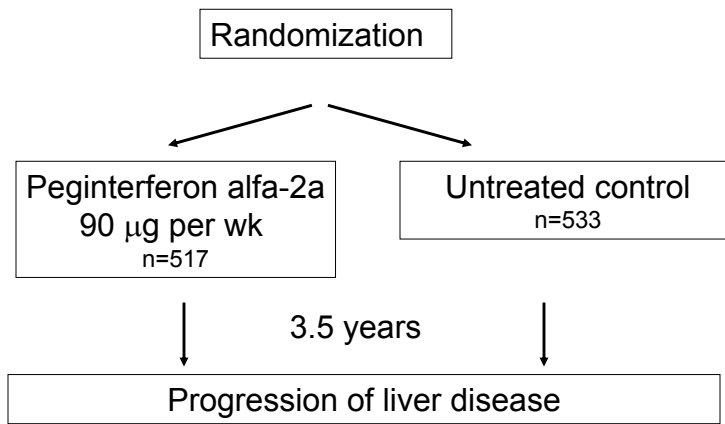 Randomization
Peginterferon alfa-2a
90 μg per wk
n=517
Untreated control
n=533
3.5 years
Progression of liver disease